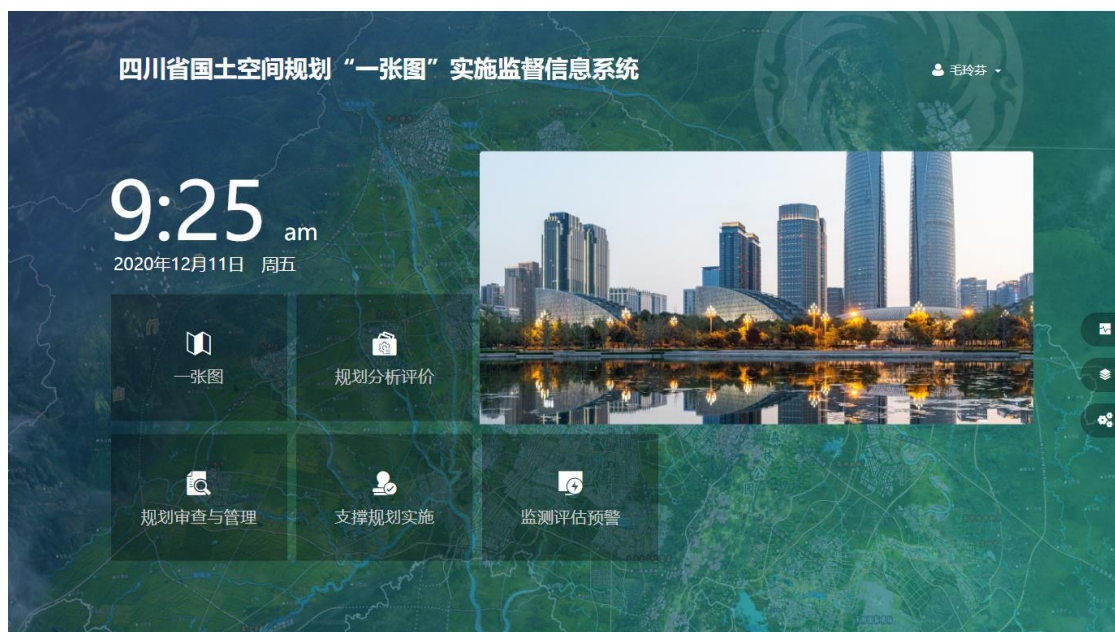 四川省国土空间规划“一张图”实施监督信息系统
毛玲芬
9:25 am
2020年12月11日 周五
一张图
规划分析评价
规划审查与管理
支撑规划实施
监测评估预警